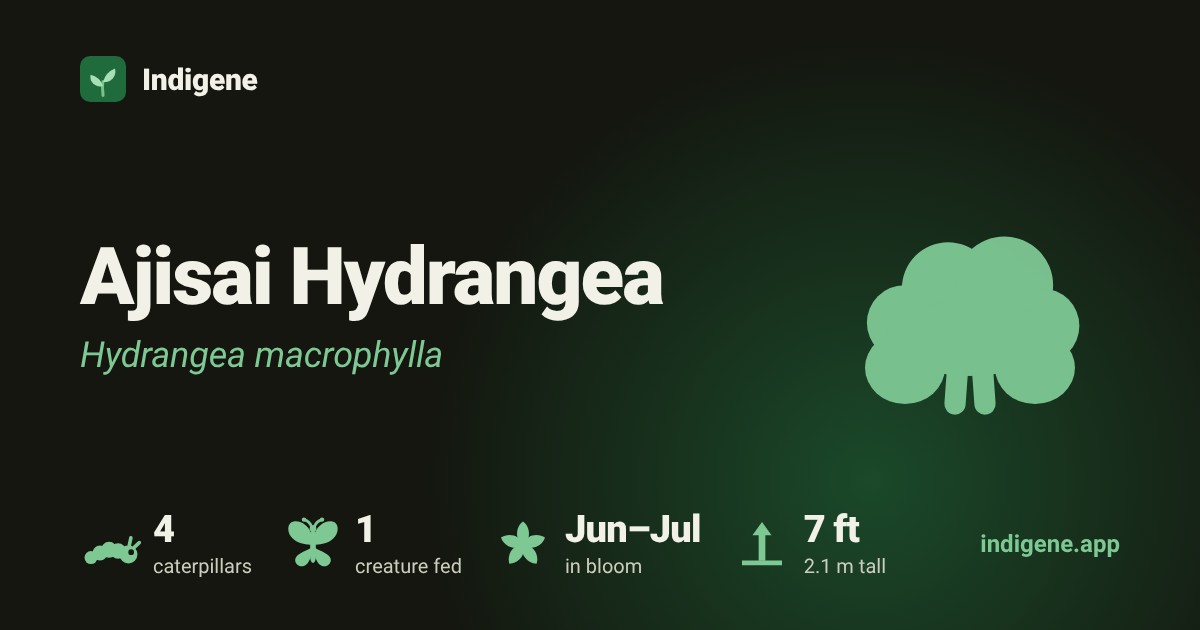 Indigene
Ajisai Hydrangea
Hydrangea macrophylla
4
caterpillars
1
creature fed
Jun–Jul
in bloom
7 ft
2.1 m tall
indigene.app